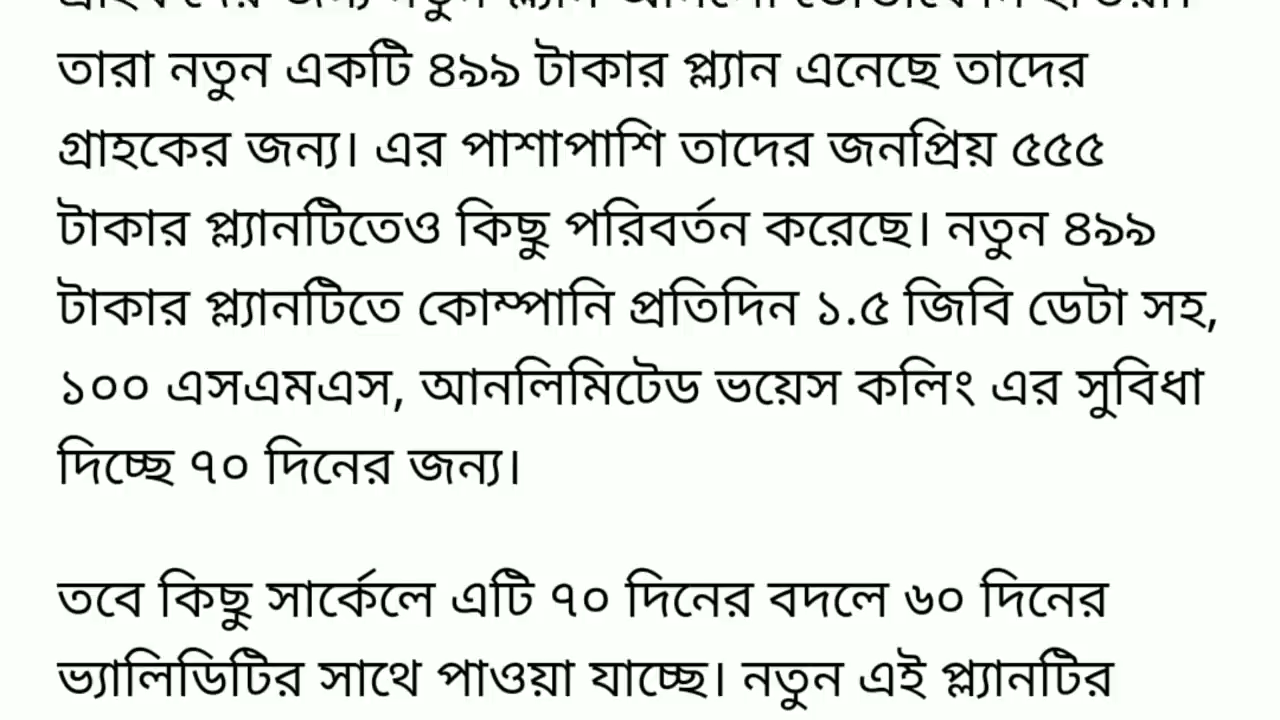 তারা নতুন একটি ৪৯৯ টাকার প্ল্যান এনেছে তাদের
গ্রাহকের জন্য। এর পাশাপাশি তাদের জনপ্রিয় ৫৫৫
টাকার প্ল্যানটিতেও কিছু পরিবর্তন করেছে। নতুন ৪৯৯
টাকার প্ল্যানটিতে কোম্পানি প্রতিদিন ১.৫ জিবি ডেটা সহ,
১০০ এসএমএস, আনলিমিটেড ভয়েস কলিং এর সুবিধা
দিচ্ছে ৭০ দিনের জন্য।
তবে কিছু সার্কেলে এটি ৭০ দিনের বদলে ৬০ দিনের
ভ্যালিডিটির সাথে পাওয়া যাচ্ছে। নতুন এই প্ল্যানটির